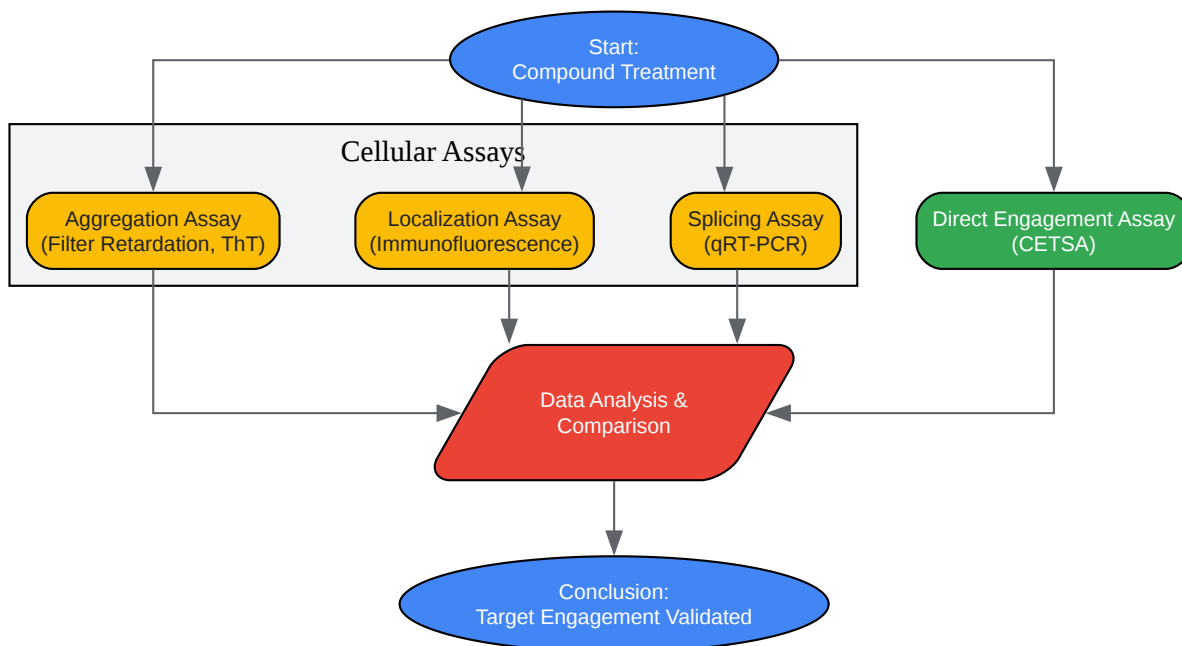 Start:
Compound Treatment
Cellular Assays
Aggregation Assay
(Filter Retardation, ThT)
Localization Assay
(Immunofluorescence)
Splicing Assay
(qRT-PCR)
Direct Engagement Assay
(CETSA)
Data Analysis &
Comparison
Conclusion:
Target Engagement Validated